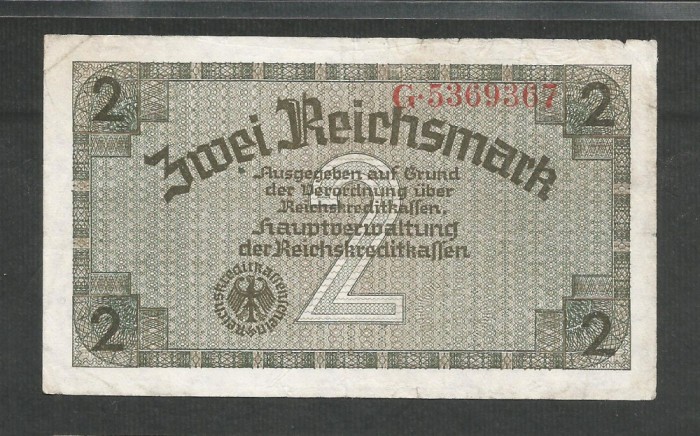 2
G·5369367
2
Zwei Reichsmark
Ausgegeben auf Grund
der Verordnung über
Reichskreditkassen.
Hauptverwaltung
der Reichskreditkassen
2
2
2